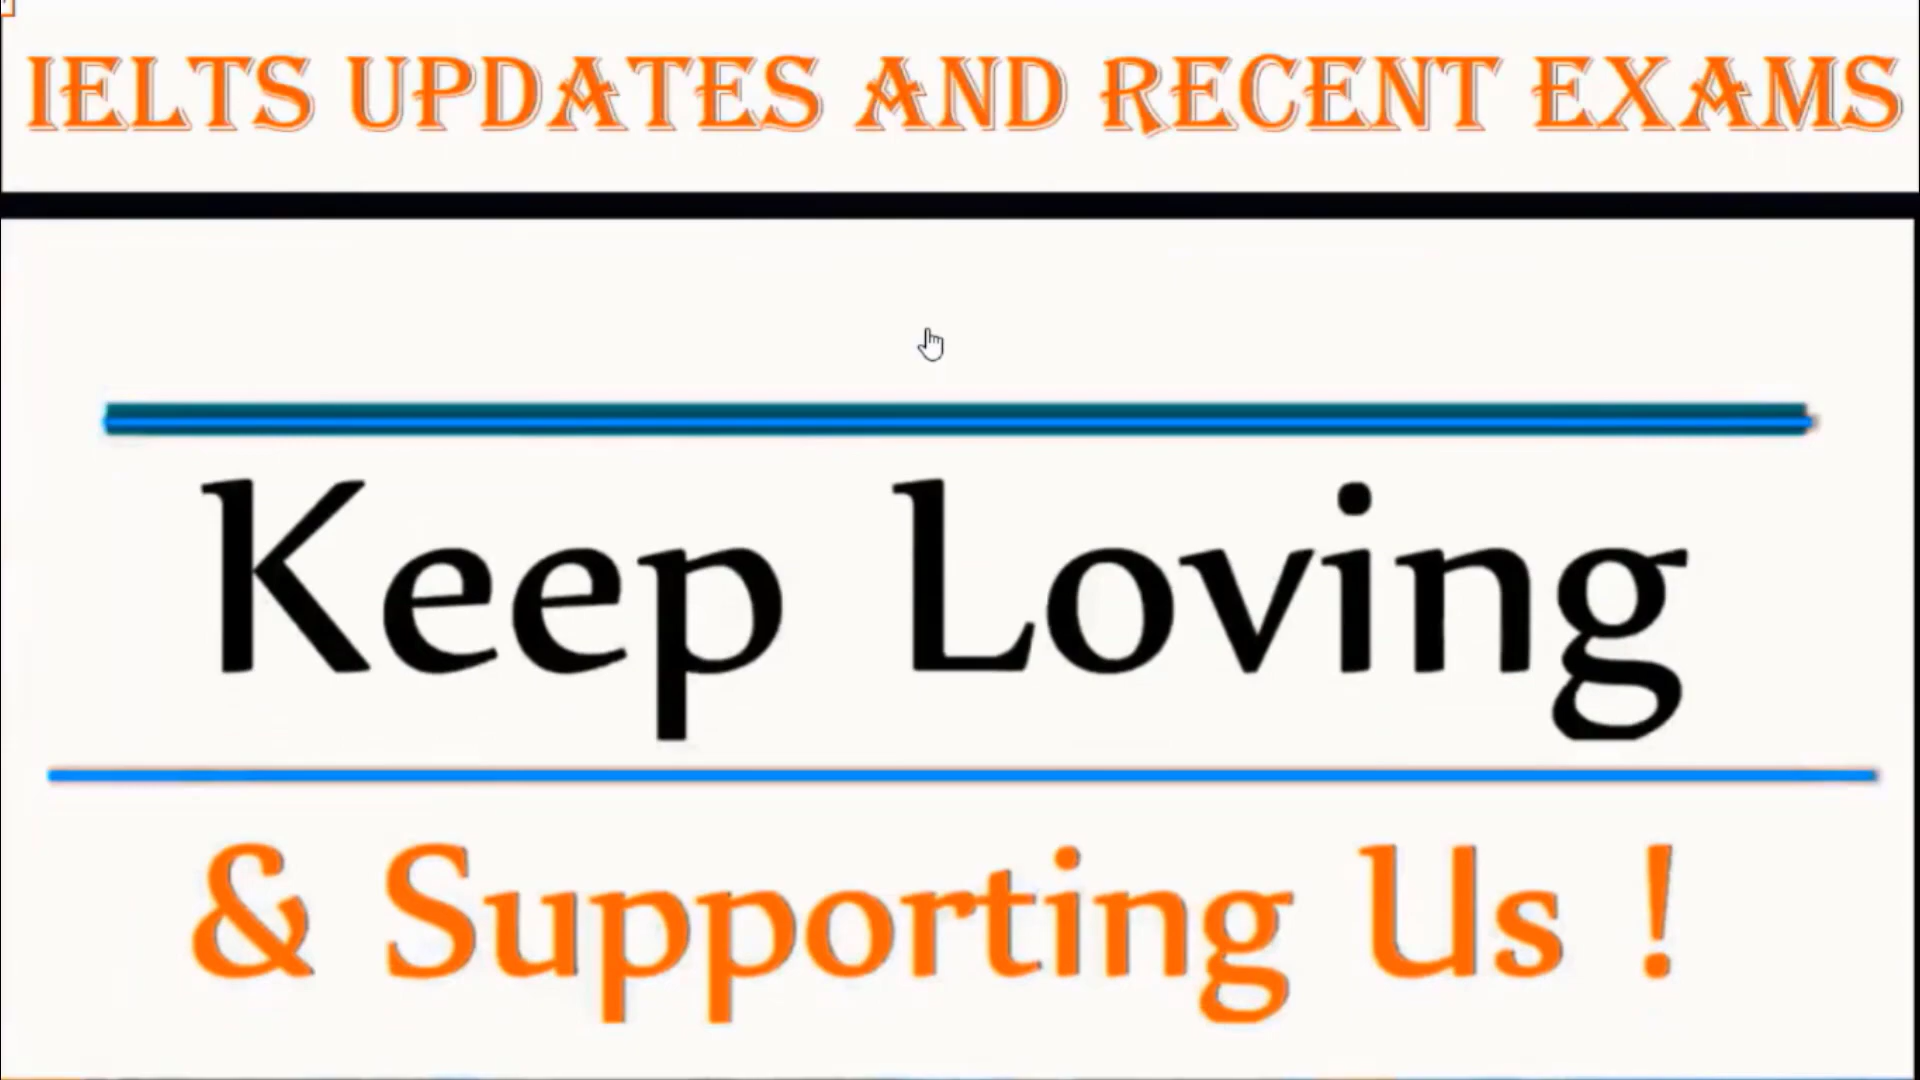 IELTS UPDATES AND RECENT EXAMS
Keep Loving
& Supporting Us !